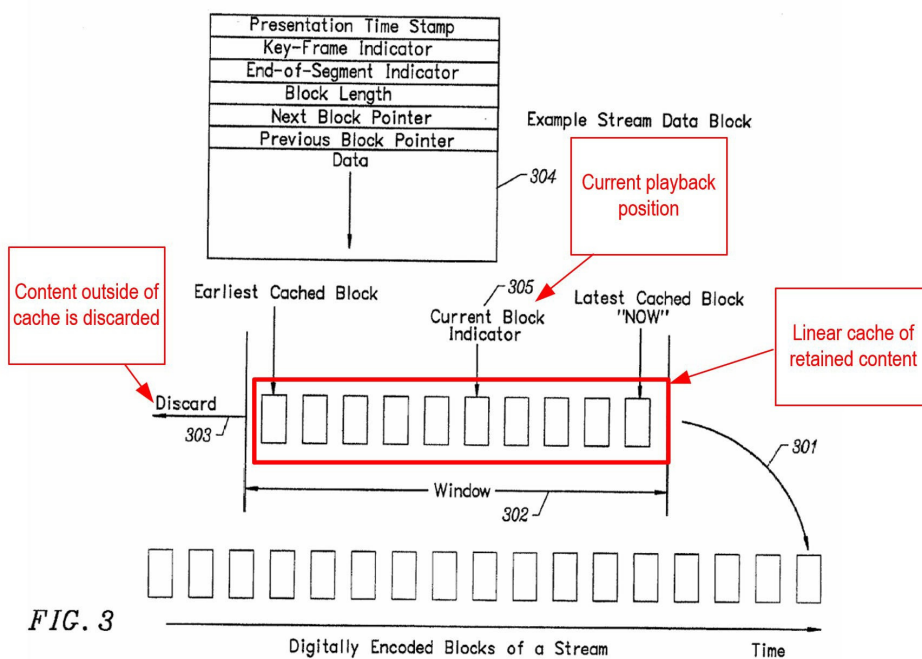 Presentation Time Stamp
Key-Frame Indicator
End-of-Segment Indicator
Block Length
Next Block Pointer
Previous Block Pointer
Data
Example Stream Data Block
304
Current playback
position
Content outside of
cache is discarded
Earliest Cached Block
305
Current Block
Indicator
Latest Cached Block
"NOW"
Linear cache of
retained content
Discard
303
301
Window
302
FIG. 3
Digitally Encoded Blocks of a Stream
Time